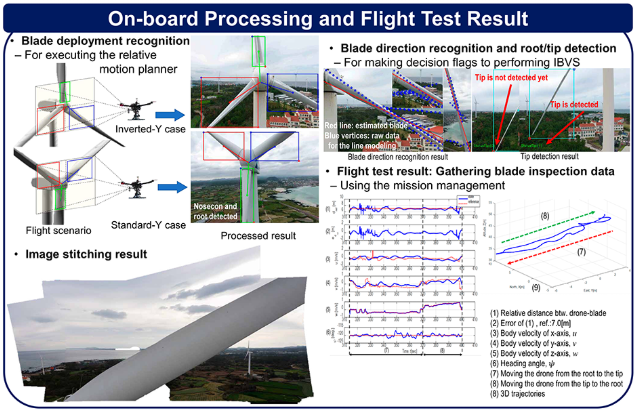 On-board Processing and Flight Test Result
• Blade deployment recognition
– For executing the relative
motion planner
Inverted-Y case
Flight scenario
Standard-Y case
Nosecon and
root detected
Processed result
• Image stitching result
• Blade direction recognition and root/tip detection
– For making decision flags to performing IBVS
Red line: estimated blade
Blue vertices: raw data
for the line modeling
Tip is not detected yet
Tip is detected
Blade direction recognition result
Tip detection result
• Flight test result: Gathering blade inspection data
– Using the mission management
(7)
(8)
(8)
(7)
(9)
(1) Relative distance btw. drone-blade
(2) Error of (1) , ref.:7.0[m]
(3) Body velocity of x-axis, u
(4) Body velocity of y-axis, v
(5) Body velocity of z-axis, w
(6) Heading angle, ψ
(7) Moving the drone from the root to the tip
(8) Moving the drone from the tip to the root
(8) 3D trajectories